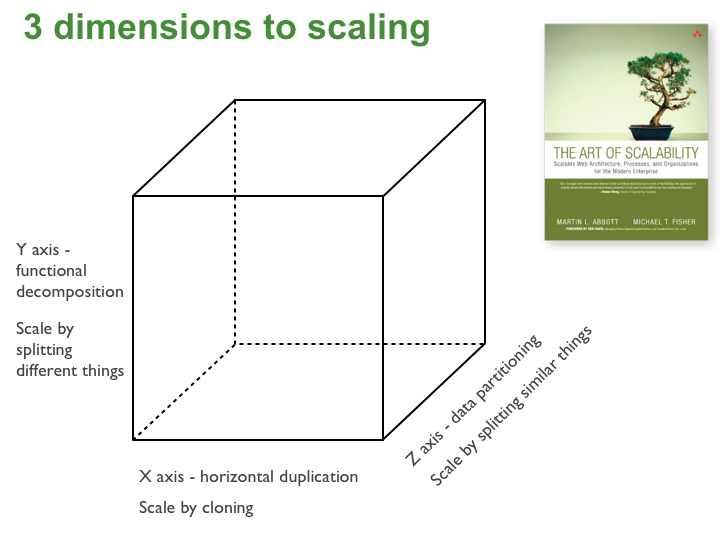 3 dimensions to scaling
THE ART OF SCALABILITY
Scalable Web Architecture, Processes, and Organizations
for the Modern Enterprise
MARTIN L. ABBOTT MICHAEL T. FISHER
Y axis -
functional
decomposition
Scale by
splitting
different things
Z axis - data partitioning
Scale by splitting similar things
X axis - horizontal duplication
Scale by cloning